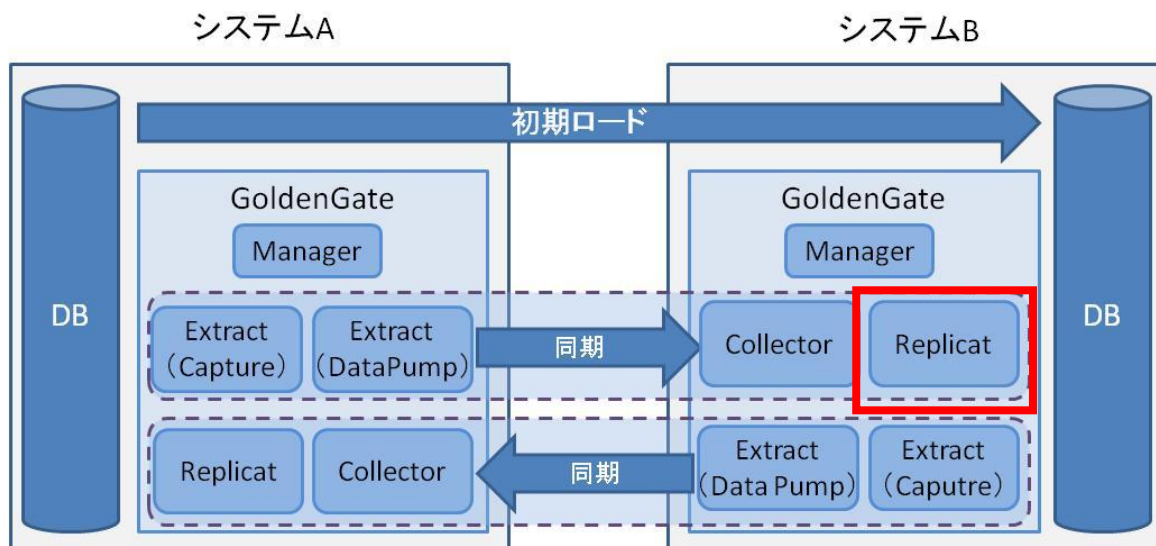 システムA
システムB
初期ロード
GoldenGate
GoldenGate
Manager
Manager
DB
DB
Extract
(Capture)
Extract
(DataPump)
同期
Collector
Replicat
Replicat
Collector
同期
Extract
(Data Pump)
Extract
(Caputre)